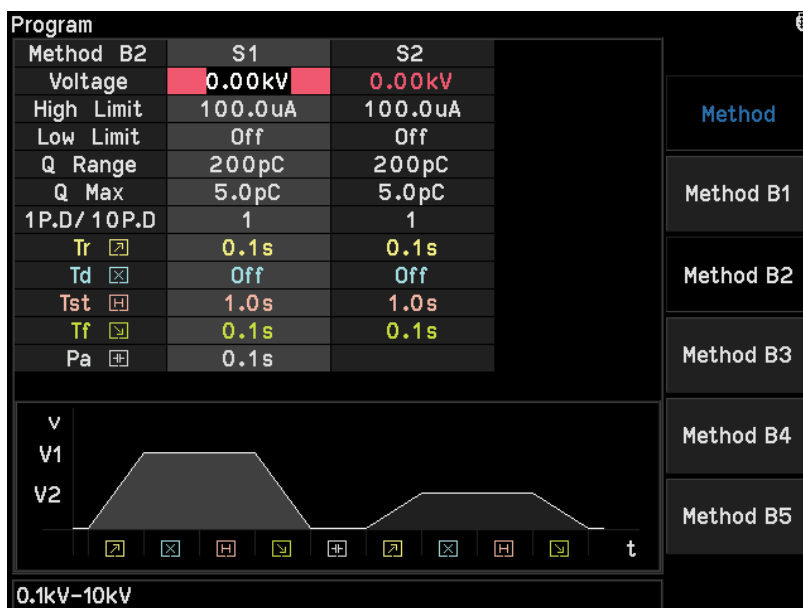 Program
Method B2 S1 S2
Voltage 0.00kV 0.00kV
High Limit 100.0uA 100.0uA
Low Limit Off Off
Q Range 200pC 200pC
Q Max 5.0pC 5.0pC
1P.D/10P.D 1 1
Tr 0.1s 0.1s
Td Off Off
Tst H 1.0s 1.0s
Tf 0.1s 0.1s
Pa 0.1s
v
V1
V2
H H t
0.1kV-10kV
Method
Method B1
Method B2
Method B3
Method B4
Method B5